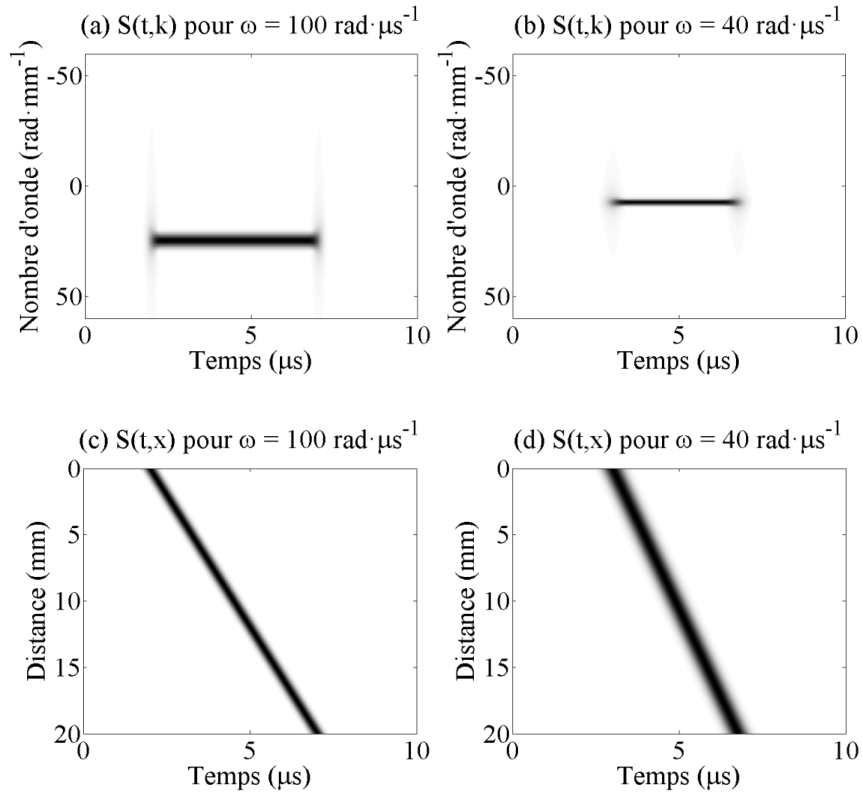 (a) S(t,k) pour ω = 100 rad·μs⁻¹
Nombre d'onde (rad·mm⁻¹)
-50
0
50
0
5
10
Temps (μs)
(b) S(t,k) pour ω = 40 rad·μs⁻¹
Nombre d'onde (rad·mm⁻¹)
-50
0
50
0
5
10
Temps (μs)
(c) S(t,x) pour ω = 100 rad·μs⁻¹
Distance (mm)
0
5
10
15
20
0
5
10
Temps (μs)
(d) S(t,x) pour ω = 40 rad·μs⁻¹
Distance (mm)
0
5
10
15
20
0
5
10
Temps (μs)